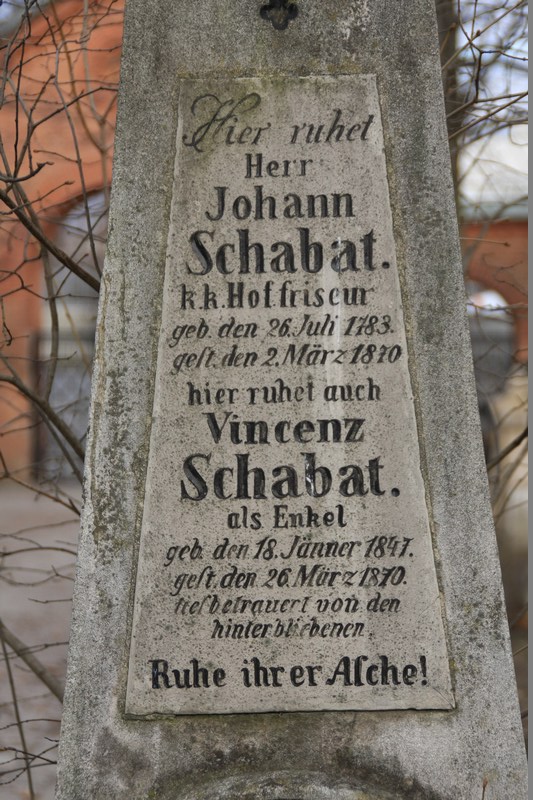 Hier ruhet
Herr
Johann
Schabat.
k.k.Hof.friseur
geb. den 26.Juli 1783.
geſt. den 2.März 1870
hier ruhet auch
Vincenz
Schabat.
als Enkel
geb. den 18.Jänner 1847.
geſt. den 26.März 1870.
tiefbetrauert von den
hinterbliebenen.
Ruhe ihrer Aſche!